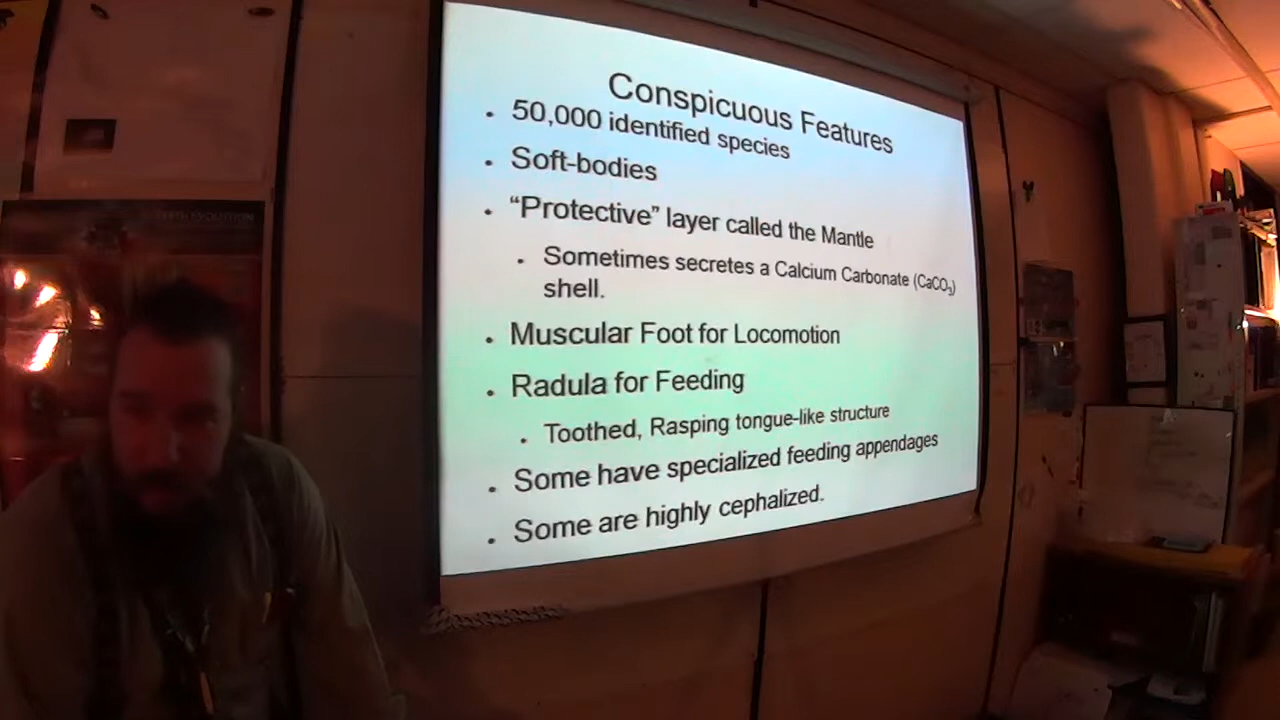 Conspicuous Features
• 50,000 identified species
• Soft-bodies
• “Protective” layer called the Mantle
• Sometimes secretes a Calcium Carbonate (CaCO₃)
shell.
• Muscular Foot for Locomotion
• Radula for Feeding
• Toothed, Rasping tongue-like structure
• Some have specialized feeding appendages
• Some are highly cephalized.